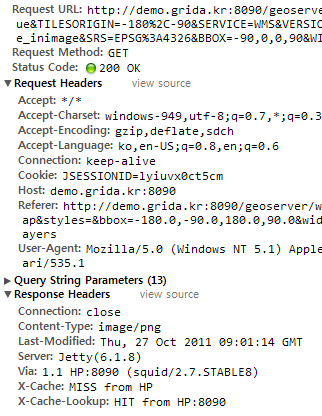 Request URL: http://demo.grida.kr:8090/geoserve
ue&TILESORIGIN=-180%2C-90&SERVICE=WMS&VERSIO
e_inimage&SRS=EPSG%3A4326&BBOX=-90,0,0,90&WI
Request Method: GET
Status Code: 200 OK
Request Headers view source
Accept: */*
Accept-Charset: windows-949,utf-8;q=0.7,*;q=0.3
Accept-Encoding: gzip,deflate,sdch
Accept-Language: ko,en-US;q=0.8,en;q=0.6
Connection: keep-alive
Cookie: JSESSIONID=lyiuvx0ct5cm
Host: demo.grida.kr:8090
Referer: http://demo.grida.kr:8090/geoserver/w
ap&styles=&bbox=-180.0,-90.0,180.0,90.0&wid
ayers
User-Agent: Mozilla/5.0 (Windows NT 5.1) Apple
ari/535.1
Query String Parameters (13)
Response Headers view source
Connection: close
Content-Type: image/png
Last-Modified: Thu, 27 Oct 2011 09:01:14 GMT
Server: Jetty(6.1.8)
Via: 1.1 HP:8090 (squid/2.7.STABLE8)
X-Cache: MISS from HP
X-Cache-Lookup: HIT from HP:8090